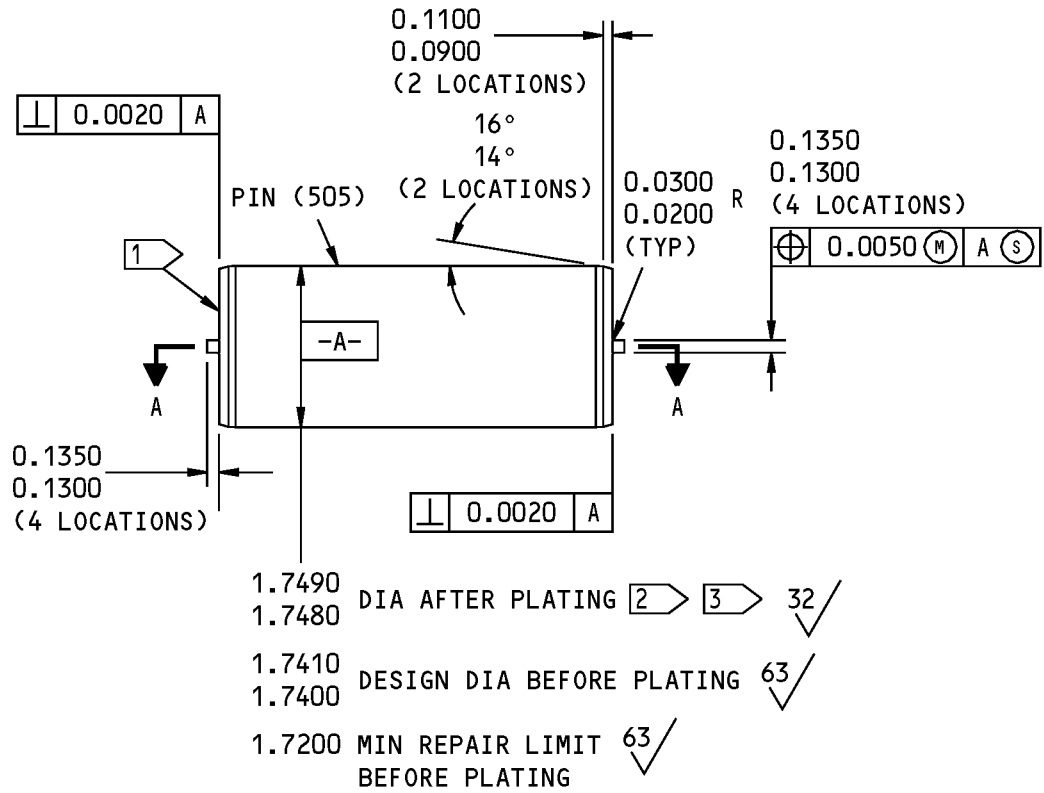 0.1100
0.0900
(2 LOCATIONS)
⊥ 0.0020 A
16°
14°
(2 LOCATIONS)
PIN (505)
0.0300
0.0200 R
(TYP)
0.1350
0.1300
(4 LOCATIONS)
⌖ 0.0050 Ⓜ A Ⓢ
1
-A-
A
A
0.1350
0.1300
(4 LOCATIONS)
⊥ 0.0020 A
1.7490
1.7480
DIA AFTER PLATING 2 3 32
1.7410
1.7400
DESIGN DIA BEFORE PLATING 63
1.7200 MIN REPAIR LIMIT 63
BEFORE PLATING